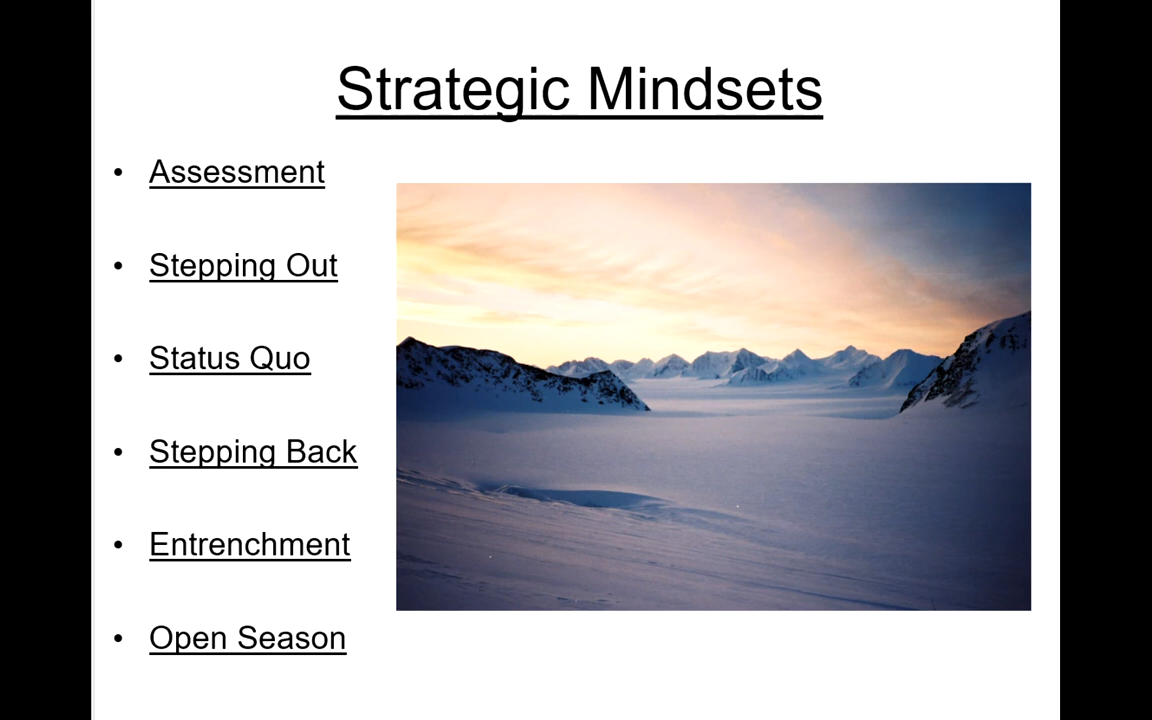 Strategic Mindsets
• Assessment
• Stepping Out
• Status Quo
• Stepping Back
• Entrenchment
• Open Season